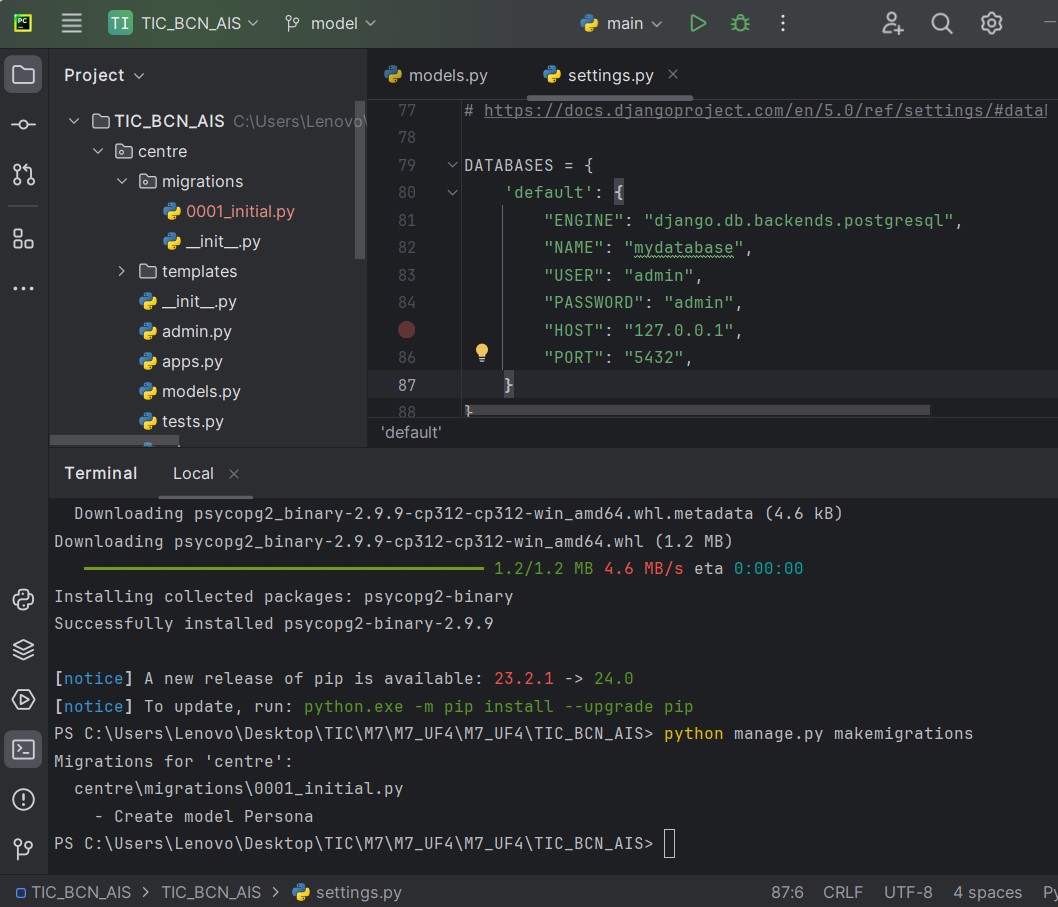 PC
TI TIC_BCN_AIS
model
main
Project
TIC_BCN_AIS C:\Users\Lenovo\
centre
migrations
0001_initial.py
__init__.py
templates
__init__.py
admin.py
apps.py
models.py
tests.py
models.py
settings.py
77 # https://docs.djangoproject.com/en/5.0/ref/settings/#datal
78
79 DATABASES = {
80 'default': {
81 "ENGINE": "django.db.backends.postgresql",
82 "NAME": "mydatabase",
83 "USER": "admin",
84 "PASSWORD": "admin",
"HOST": "127.0.0.1",
86 "PORT": "5432",
87 }
88 }
'default'
Terminal
Local
Downloading psycopg2_binary-2.9.9-cp312-cp312-win_amd64.whl.metadata (4.6 kB)
Downloading psycopg2_binary-2.9.9-cp312-cp312-win_amd64.whl (1.2 MB)
1.2/1.2 MB 4.6 MB/s eta 0:00:00
Installing collected packages: psycopg2-binary
Successfully installed psycopg2-binary-2.9.9
[notice] A new release of pip is available: 23.2.1 -> 24.0
[notice] To update, run: python.exe -m pip install --upgrade pip
PS C:\Users\Lenovo\Desktop\TIC\M7\M7_UF4\M7_UF4\TIC_BCN_AIS> python manage.py makemigrations
Migrations for 'centre':
centre\migrations\0001_initial.py
- Create model Persona
PS C:\Users\Lenovo\Desktop\TIC\M7\M7_UF4\M7_UF4\TIC_BCN_AIS>
TIC_BCN_AIS > TIC_BCN_AIS > settings.py
87:6 CRLF UTF-8 4 spaces Py